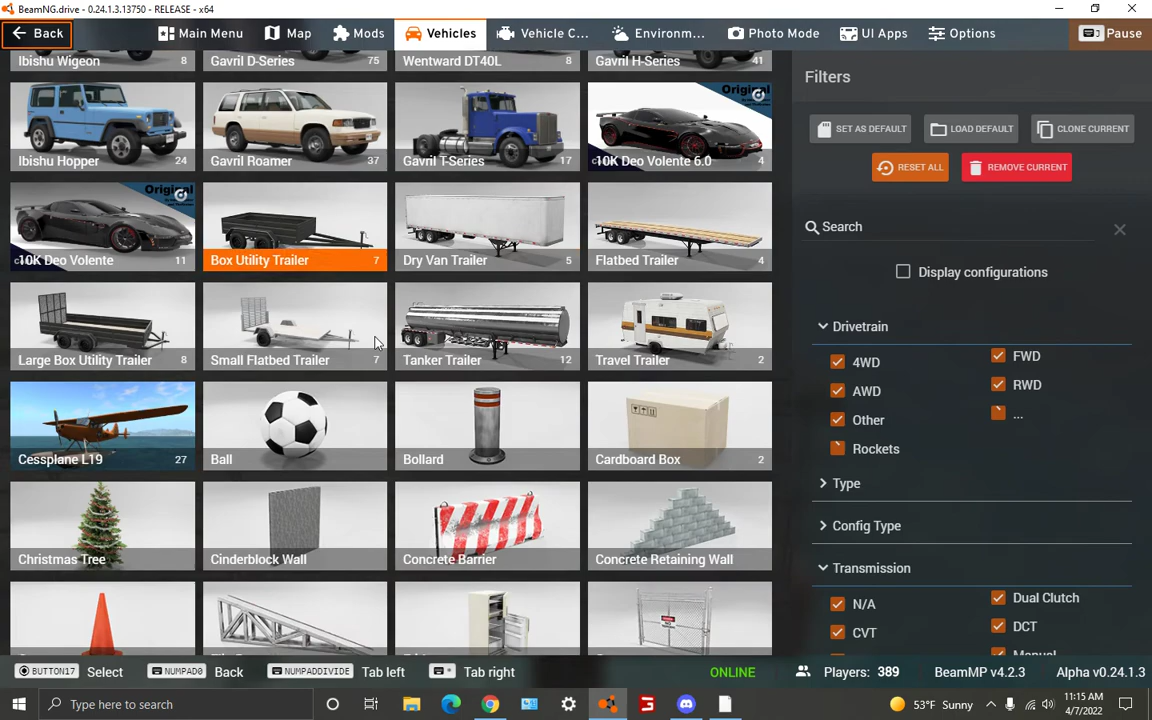 BeamNG.drive - 0.24.1.3.13750 - RELEASE - x64
Back
Main Menu
Map
Mods
Vehicles
Vehicle C...
Environm...
Photo Mode
UI Apps
Options
Pause
Ibishu Wigeon 8
Gavril D-Series 75
Wentward DT40L 8
Gavril H-Series 41
Filters
SET AS DEFAULT
LOAD DEFAULT
CLONE CURRENT
RESET ALL
REMOVE CURRENT
Original
Ibishu Hopper 24
Gavril Roamer 37
Gavril T-Series 17
10K Deo Volente 6.0 4
Original
10K Deo Volente 11
Box Utility Trailer 7
Dry Van Trailer 5
Flatbed Trailer 4
Search
Display configurations
Large Box Utility Trailer 8
Small Flatbed Trailer 7
Tanker Trailer 12
Travel Trailer 2
Drivetrain
4WD
FWD
AWD
RWD
Other
...
Rockets
Cessplane L19 27
Ball
Bollard
Cardboard Box 2
Type
Config Type
Christmas Tree
Cinderblock Wall
Concrete Barrier
Concrete Retaining Wall
Transmission
N/A
Dual Clutch
CVT
DCT
Manual
BUTTON17 Select
NUMPAD0 Back
NUMPADDIVIDE Tab left
* Tab right
ONLINE
Players: 389
BeamMP v4.2.3
Alpha v0.24.1.3
Type here to search
53°F Sunny
11:15 AM
4/7/2022